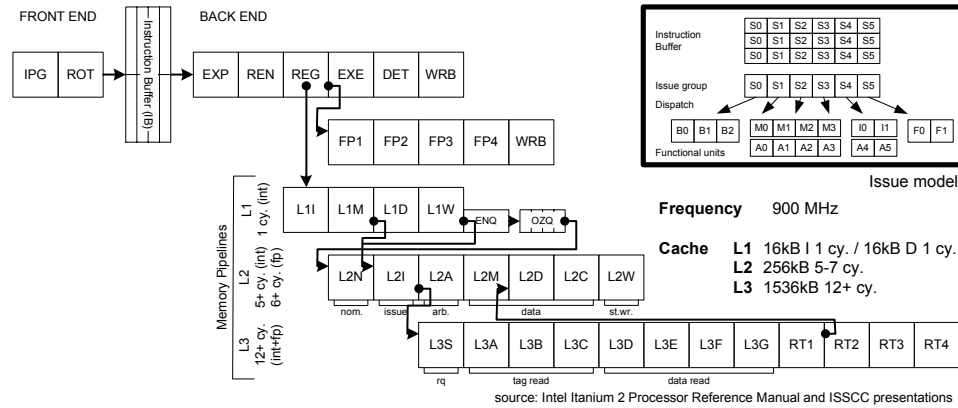 FRONT END
BACK END
IPG ROT
Instruction Buffer (IB)
EXP REN REG EXE DET WRB
FP1 FP2 FP3 FP4 WRB
Memory Pipelines
L1
1 cy. (int)
L1I L1M L1D L1W ENQ OZQ
L2
5+ cy. (int)
6+ cy. (fp)
L2N L2I L2A L2M L2D L2C L2W
nom. issue arb. data st.wr.
L3
12+ cy.
(int+fp)
L3S L3A L3B L3C L3D L3E L3F L3G RT1 RT2 RT3 RT4
rq tag read data read
Instruction
Buffer
S0 S1 S2 S3 S4 S5
S0 S1 S2 S3 S4 S5
S0 S1 S2 S3 S4 S5
Issue group S0 S1 S2 S3 S4 S5
Dispatch
B0 B1 B2 M0 M1 M2 M3 I0 I1 F0 F1
Functional units A0 A1 A2 A3 A4 A5
Issue model
Frequency 900 MHz
Cache L1 16kB I 1 cy. / 16kB D 1 cy.
L2 256kB 5-7 cy.
L3 1536kB 12+ cy.
source: Intel Itanium 2 Processor Reference Manual and ISSCC presentations